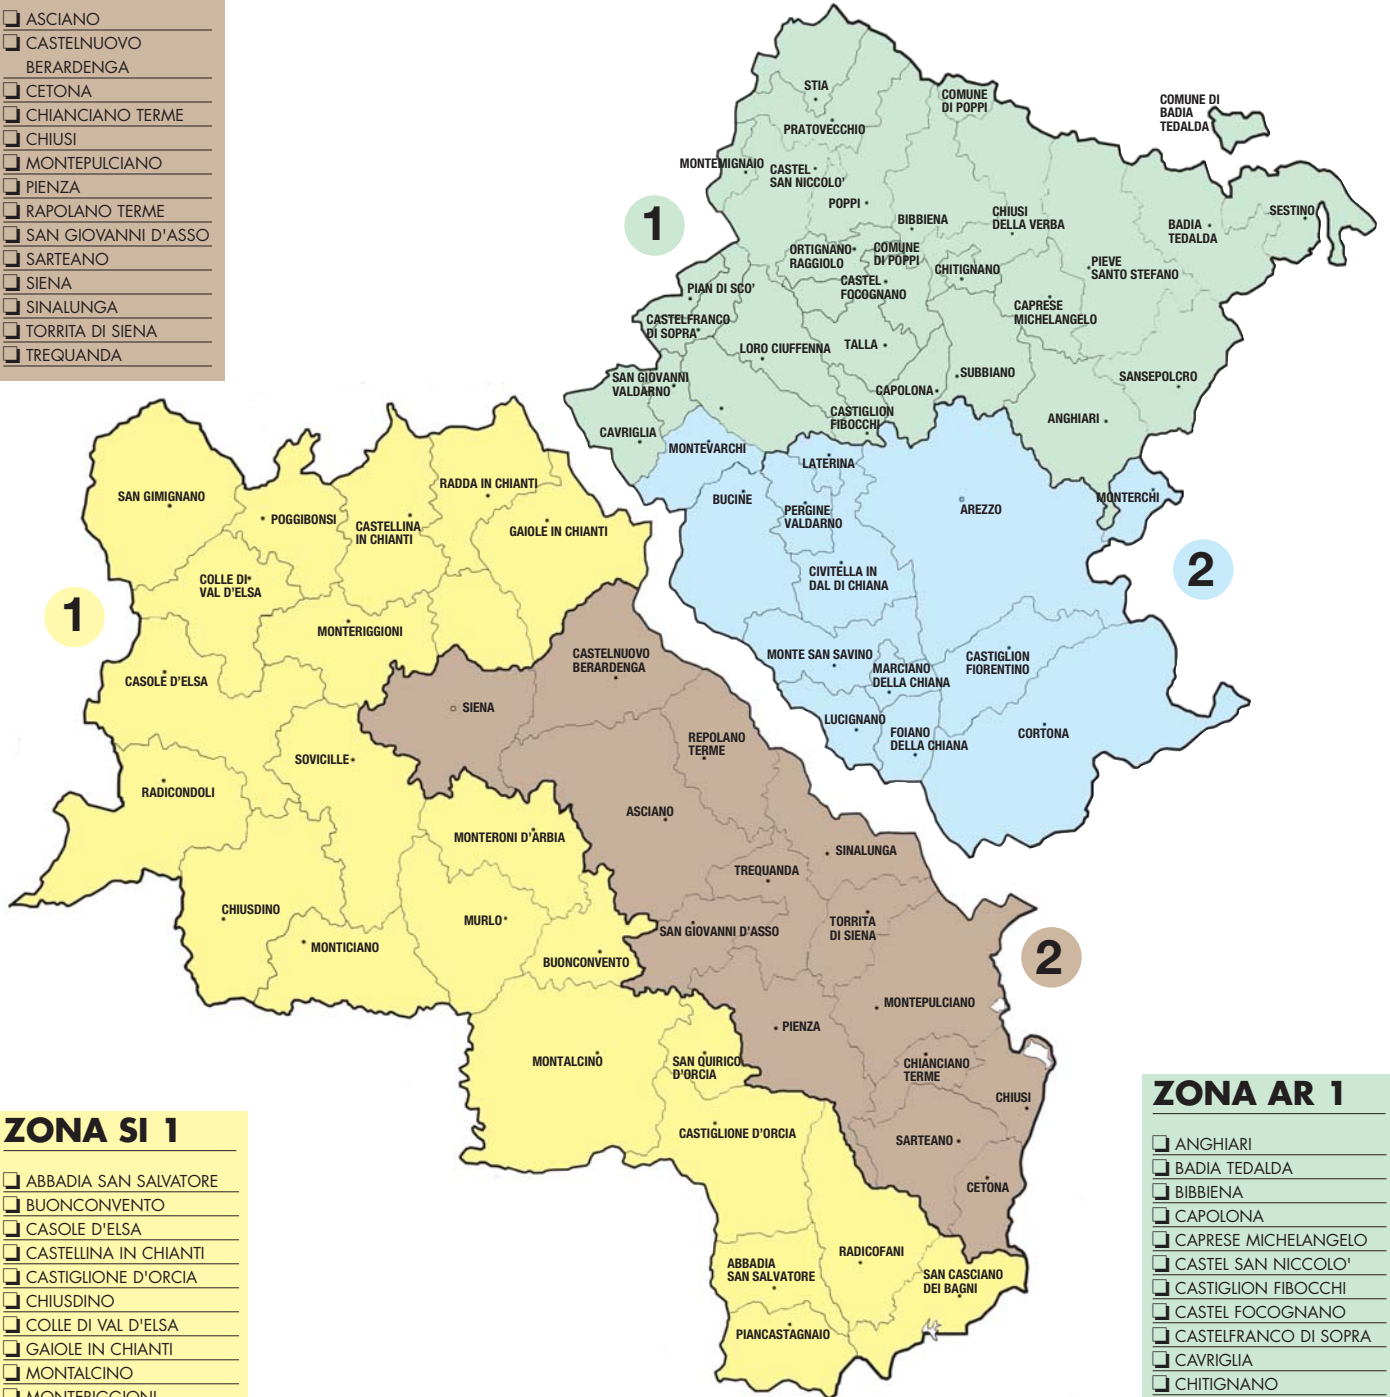 ASCIANO
CASTELNUOVO
BERARDENGA
CETONA
CHIANCIANO TERME
CHIUSI
MONTEPULCIANO
PIENZA
RAPOLANO TERME
SAN GIOVANNI D'ASSO
SARTEANO
SIENA
SINALUNGA
TORRITA DI SIENA
TREQUANDA
STIA
COMUNE
DI POPPI
COMUNE DI
BADIA
TEDALDA
PRATOVECCHIO
MONTEMIGNAIO
CASTEL
SAN NICCOLO'
POPPI
1
BIBBIENA
CHIUSI
DELLA VERBA
BADIA
TEDALDA
SESTINO
ORTIGNANO
RAGGIOLO
COMUNE
DI POPPI
CHITIGNANO
PIEVE
SANTO STEFANO
CASTEL
FOCOGNANO
PIAN DI SCO'
CAPRESE
MICHELANGELO
CASTELFRANCO
DI SOPRA
LORO CIUFFENNA
TALLA
SAN GIOVANNI
VALDARNO
CAPOLONA
SUBBIANO
SANSEPOLCRO
CASTIGLION
FIBOCCHI
ANGHIARI
CAVRIGLIA
MONTEVARCHI
LATERINA
BUCINE
PERGINE
VALDARNO
AREZZO
MONTERCHI
2
CIVITELLA IN
DAL DI CHIANA
MONTE SAN SAVINO
MARCIANO
DELLA CHIANA
CASTIGLION
FIORENTINO
LUCIGNANO
FOIANO
DELLA CHIANA
CORTONA
SAN GIMIGNANO
POGGIBONSI
CASTELLINA
IN CHIANTI
RADDA IN CHIANTI
GAIOLE IN CHIANTI
COLLE DI
VAL D'ELSA
1
MONTERIGGIONI
CASOLE D'ELSA
CASTELNUOVO
BERARDENGA
SIENA
SOVICILLE
REPOLANO
TERME
RADICONDOLI
ASCIANO
MONTERONI D'ARBIA
SINALUNGA
TREQUANDA
CHIUSDINO
MURLO
MONTICIANO
SAN GIOVANNI D'ASSO
TORRITA
DI SIENA
BUONCONVENTO
2
MONTEPULCIANO
PIENZA
MONTALCINO
SAN QUIRICO
D'ORCIA
CHIANCIANO
TERME
CHIUSI
CASTIGLIONE D'ORCIA
SARTEANO
CETONA
RADICOFANI
ABBADIA
SAN SALVATORE
SAN CASCIANO
DEI BAGNI
PIANCASTAGNAIO
ZONA SI 1
ABBADIA SAN SALVATORE
BUONCONVENTO
CASOLE D'ELSA
CASTELLINA IN CHIANTI
CASTIGLIONE D'ORCIA
CHIUSDINO
COLLE DI VAL D'ELSA
GAIOLE IN CHIANTI
MONTALCINO
MONTERIGGIONI
ZONA AR 1
ANGHIARI
BADIA TEDALDA
BIBBIENA
CAPOLONA
CAPRESE MICHELANGELO
CASTEL SAN NICCOLO'
CASTIGLION FIBOCCHI
CASTEL FOCOGNANO
CASTELFRANCO DI SOPRA
CAVRIGLIA
CHITIGNANO